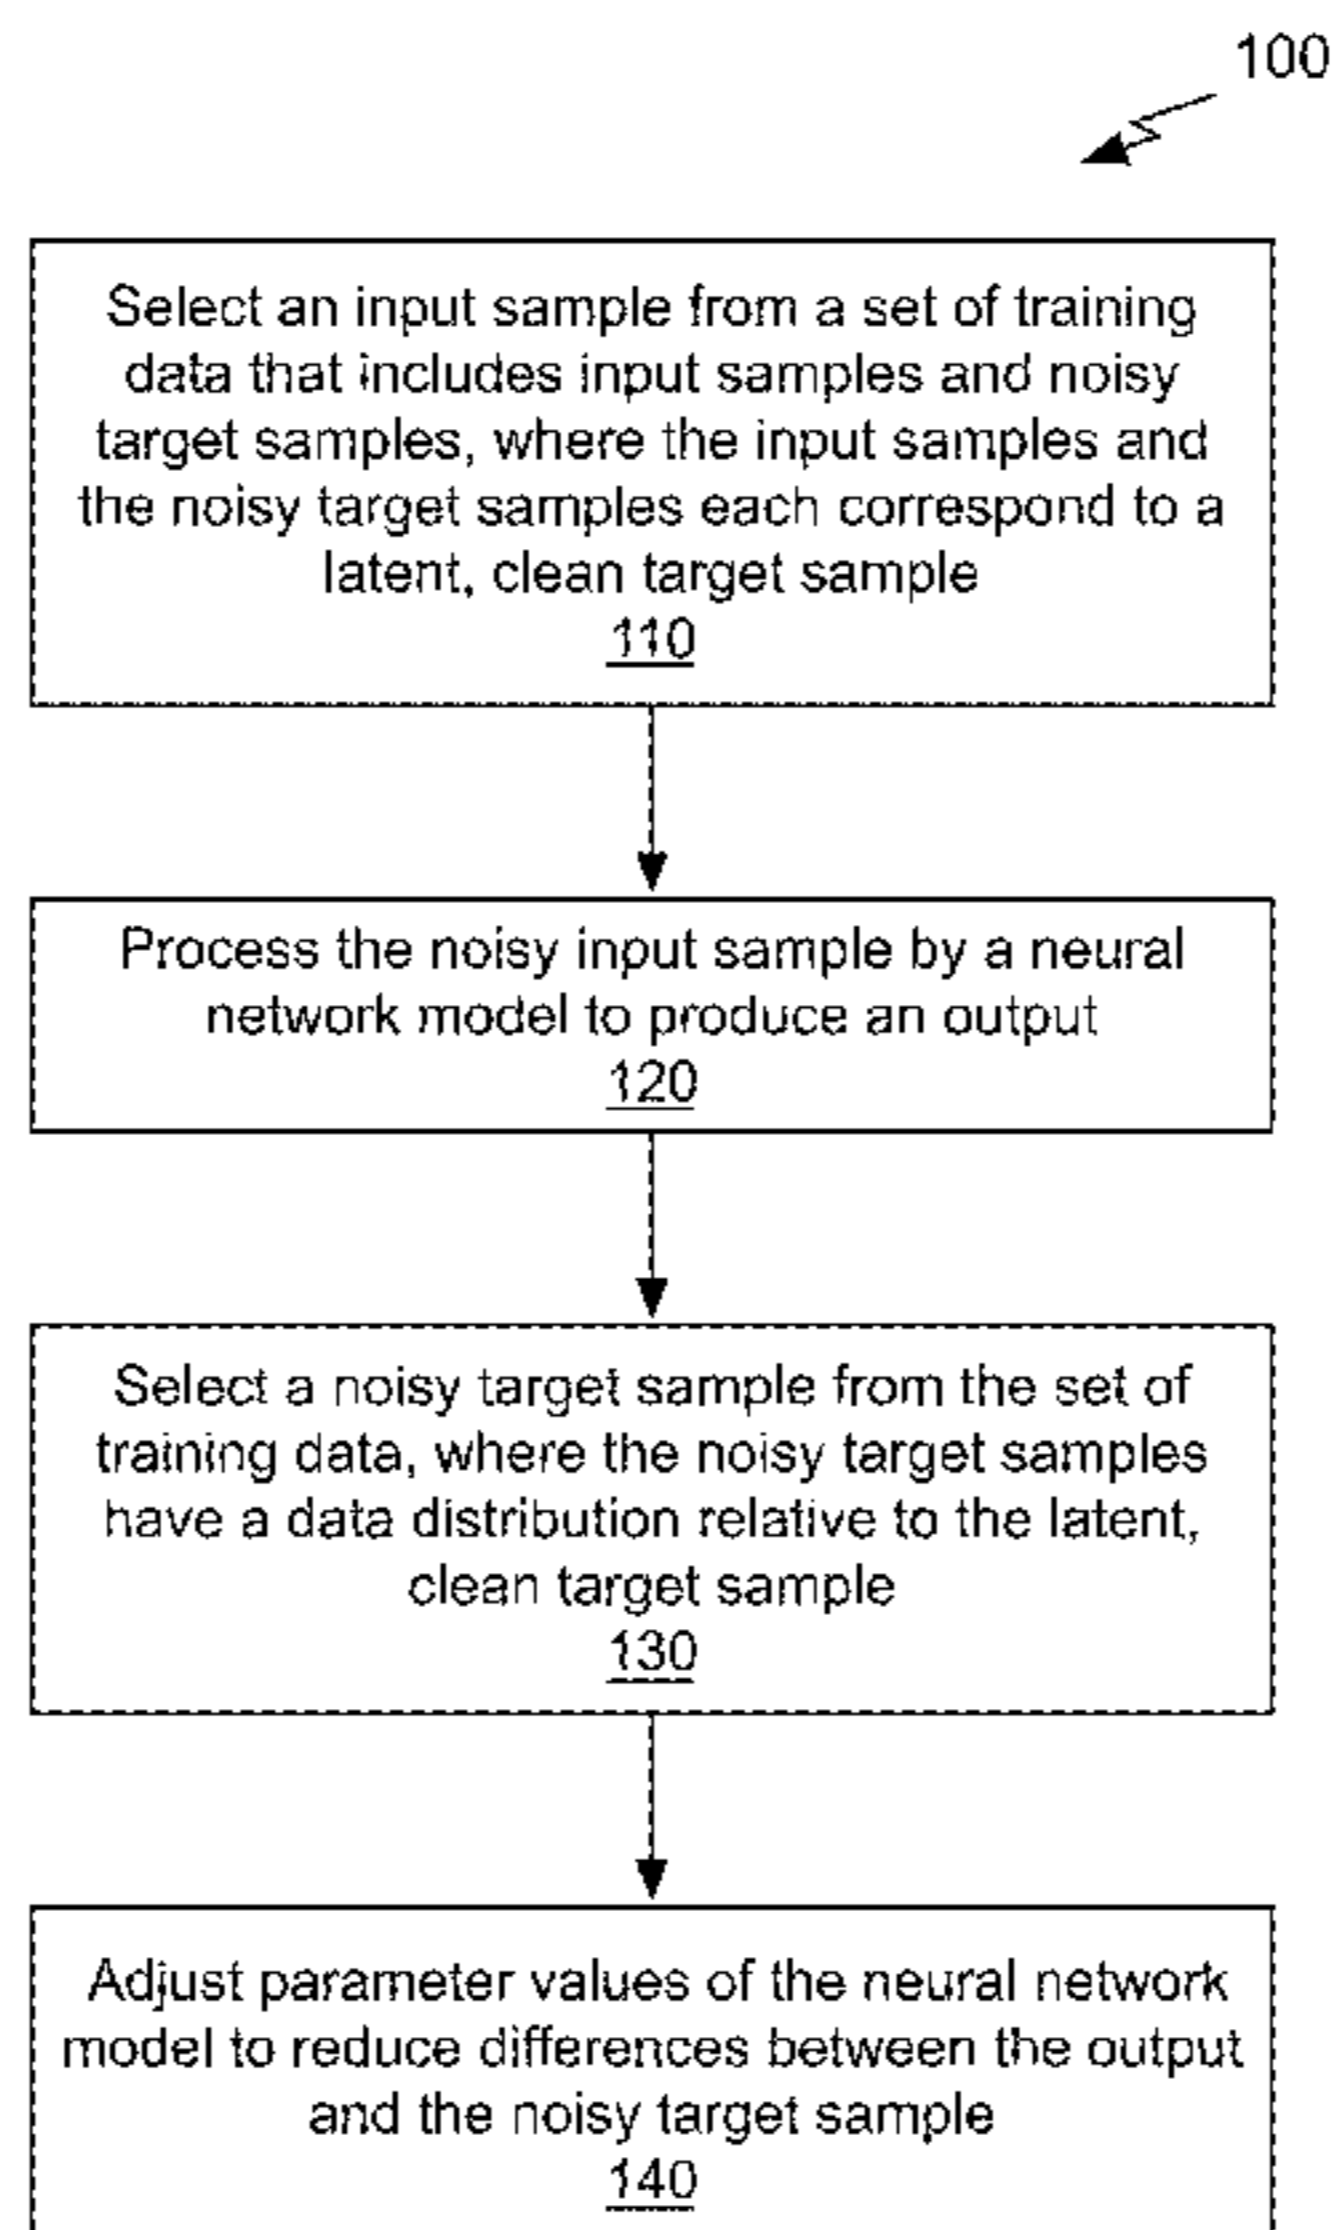 100
Select an input sample from a set of training
data that includes input samples and noisy
target samples, where the input samples and
the noisy target samples each correspond to a
latent, clean target sample
110
Process the noisy input sample by a neural
network model to produce an output
120
Select a noisy target sample from the set of
training data, where the noisy target samples
have a data distribution relative to the latent,
clean target sample
130
Adjust parameter values of the neural network
model to reduce differences between the output
and the noisy target sample
140